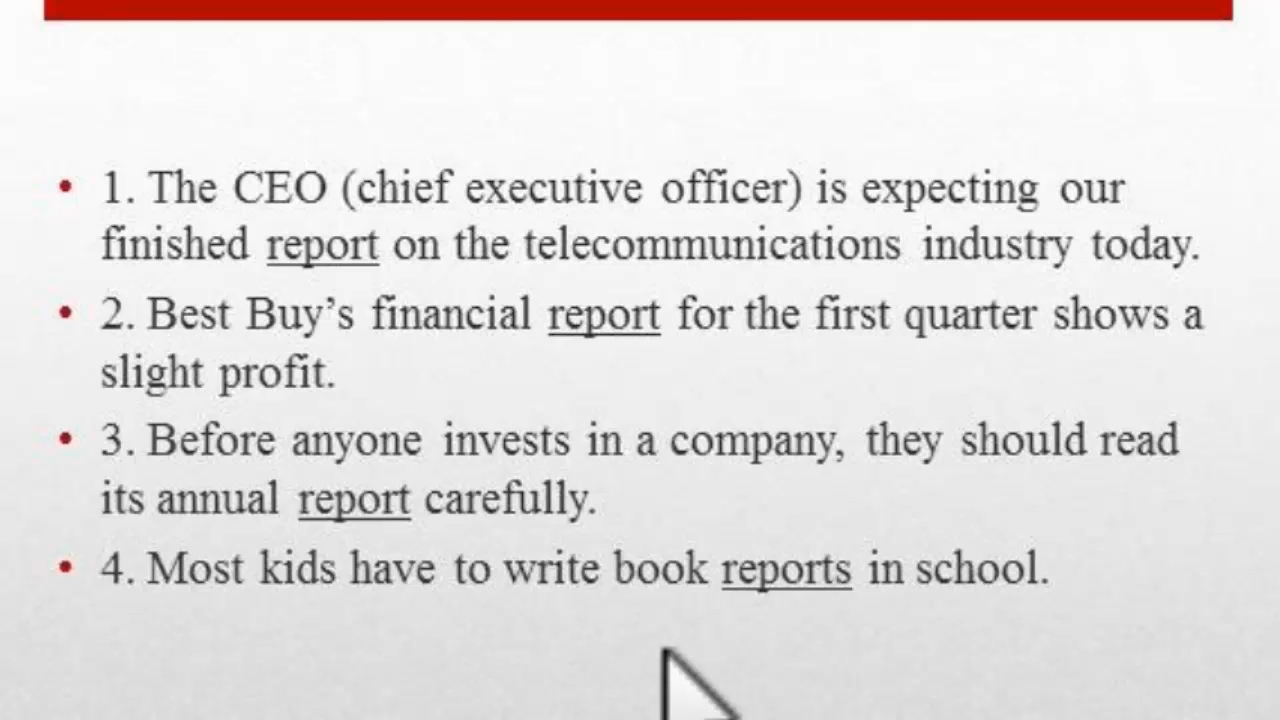 • 1. The CEO (chief executive officer) is expecting our
finished report on the telecommunications industry today.
• 2. Best Buy’s financial report for the first quarter shows a
slight profit.
• 3. Before anyone invests in a company, they should read
its annual report carefully.
• 4. Most kids have to write book reports in school.